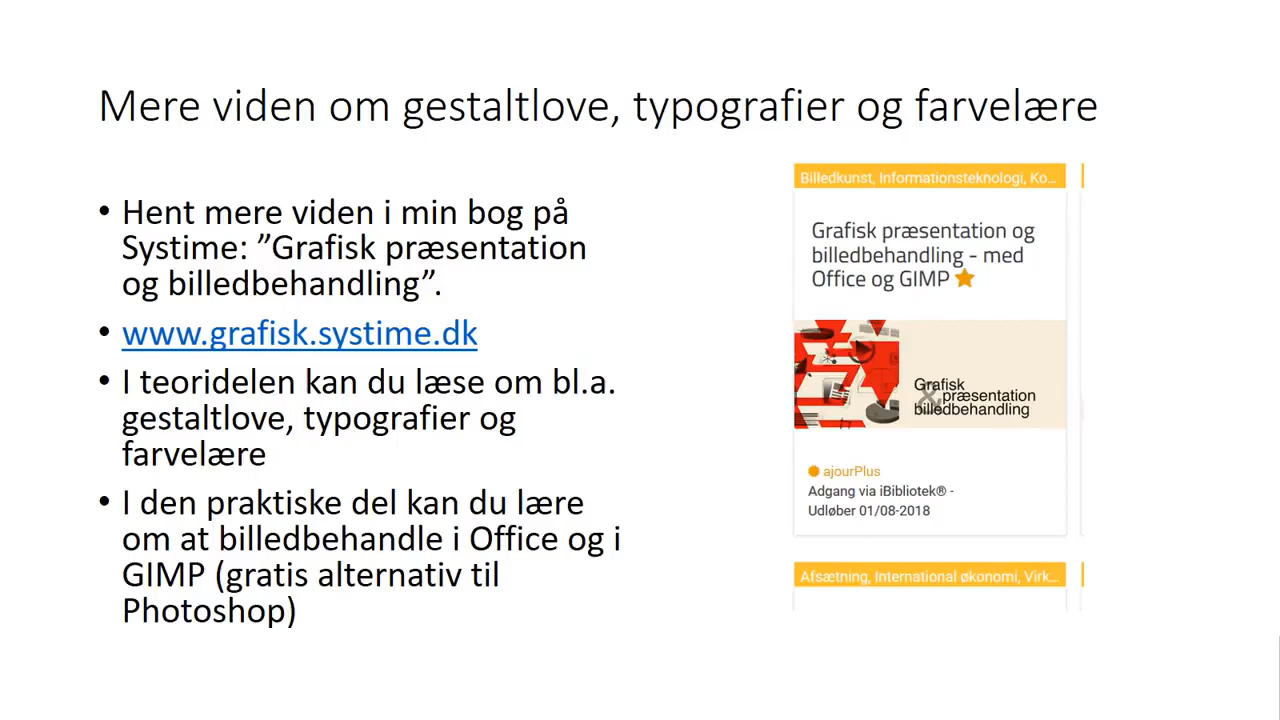 Mere viden om gestaltlove, typografier og farvelære
• Hent mere viden i min bog på
Systime: ”Grafisk præsentation
og billedbehandling”.
• www.grafisk.systime.dk
• I teoridelen kan du læse om bl.a.
gestaltlove, typografier og
farvelære
• I den praktiske del kan du lære
om at billedbehandle i Office og i
GIMP (gratis alternativ til
Photoshop)
Billedkunst, Informationsteknologi, Ko...
Grafisk præsentation og
billedbehandling - med
Office og GIMP
Grafisk
& præsentation
billedbehandling
ajourPlus
Adgang via iBibliotek® -
Udløber 01/08-2018
Afsætning, International økonomi, Virk...